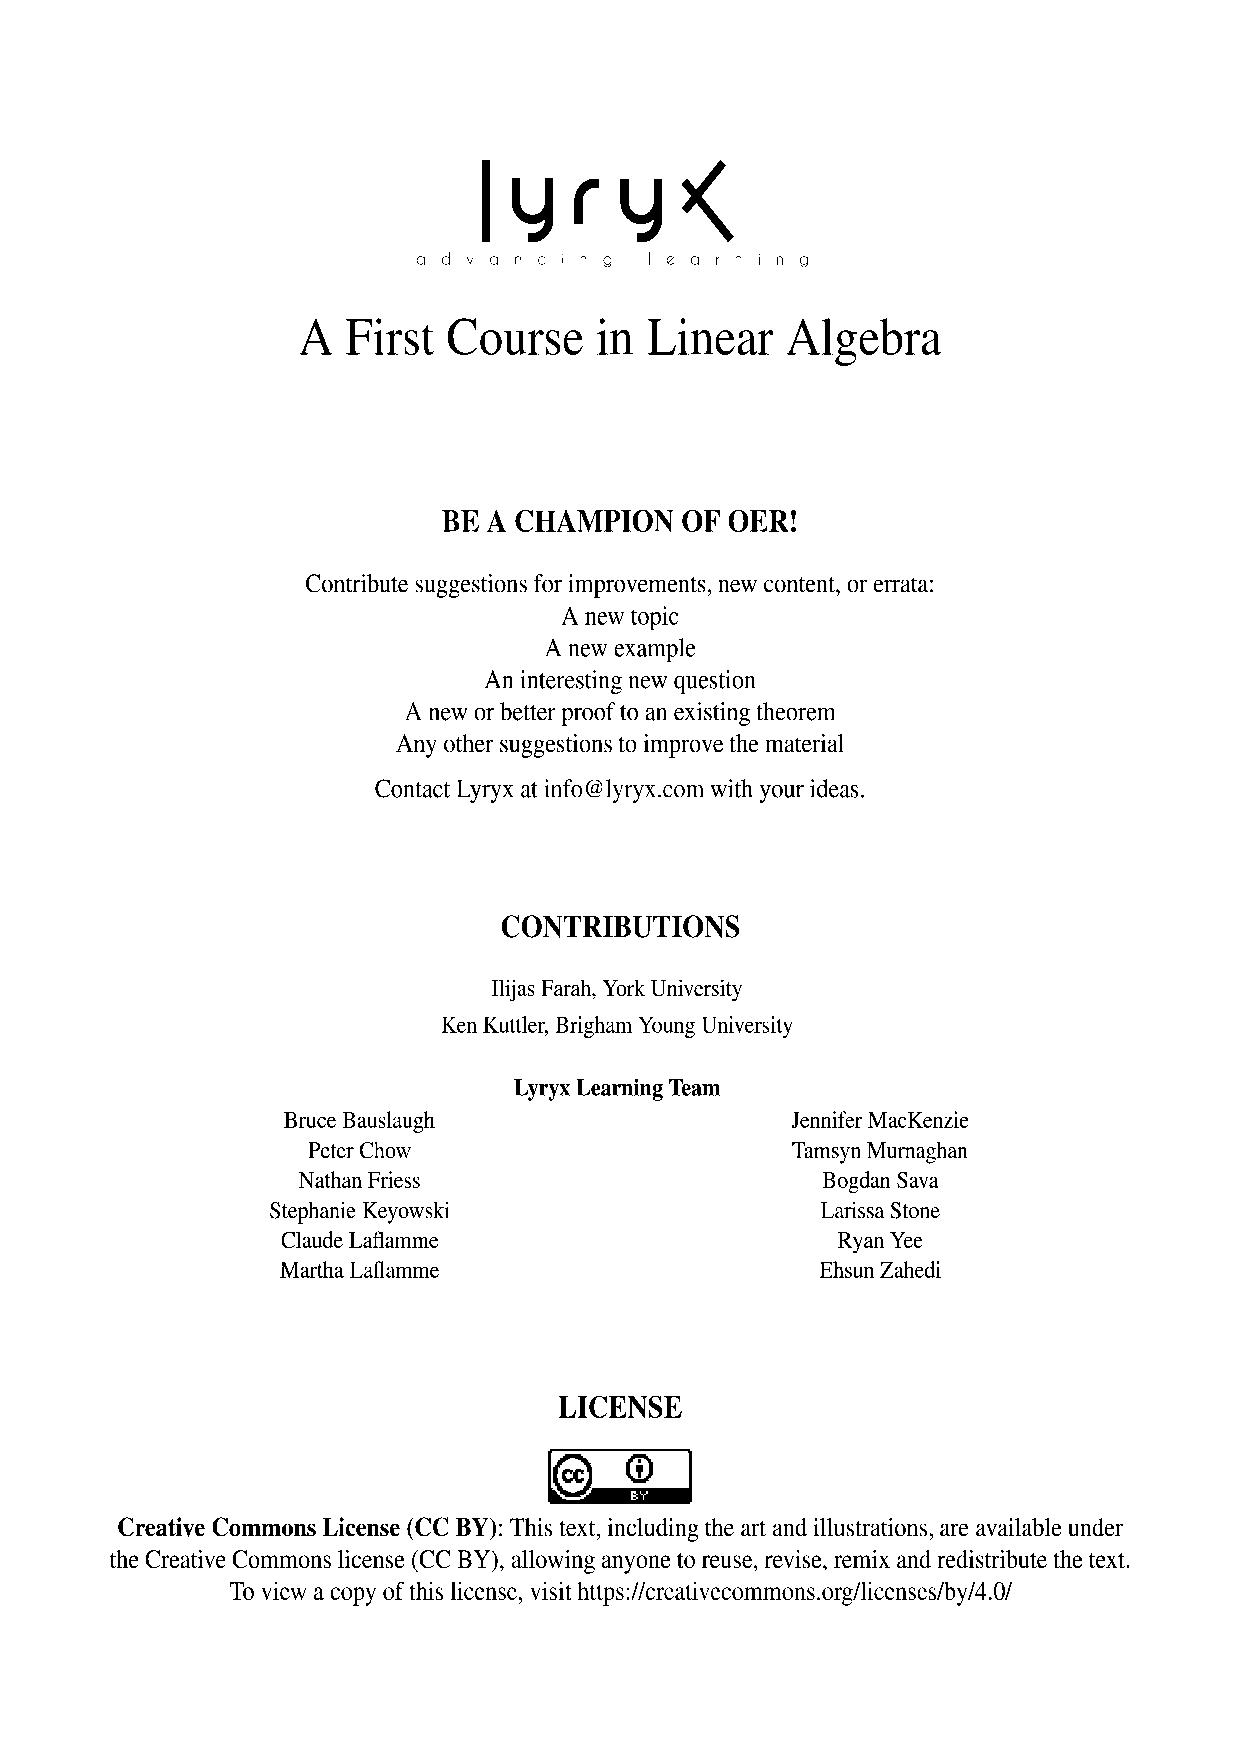 lyryx
advancing learning
A First Course in Linear Algebra
BE A CHAMPION OF OER!
Contribute suggestions for improvements, new content, or errata:
A new topic
A new example
An interesting new question
A new or better proof to an existing theorem
Any other suggestions to improve the material
Contact Lyryx at info@lyryx.com with your ideas.
CONTRIBUTIONS
Ilijas Farah, York University
Ken Kuttler, Brigham Young University
Lyryx Learning Team
Bruce Bauslaugh
Peter Chow
Nathan Friess
Stephanie Keyowski
Claude Laflamme
Martha Laflamme
Jennifer MacKenzie
Tamsyn Murnaghan
Bogdan Sava
Larissa Stone
Ryan Yee
Ehsun Zahedi
LICENSE
cc
BY
Creative Commons License (CC BY): This text, including the art and illustrations, are available under
the Creative Commons license (CC BY), allowing anyone to reuse, revise, remix and redistribute the text.
To view a copy of this license, visit https://creativecommons.org/licenses/by/4.0/